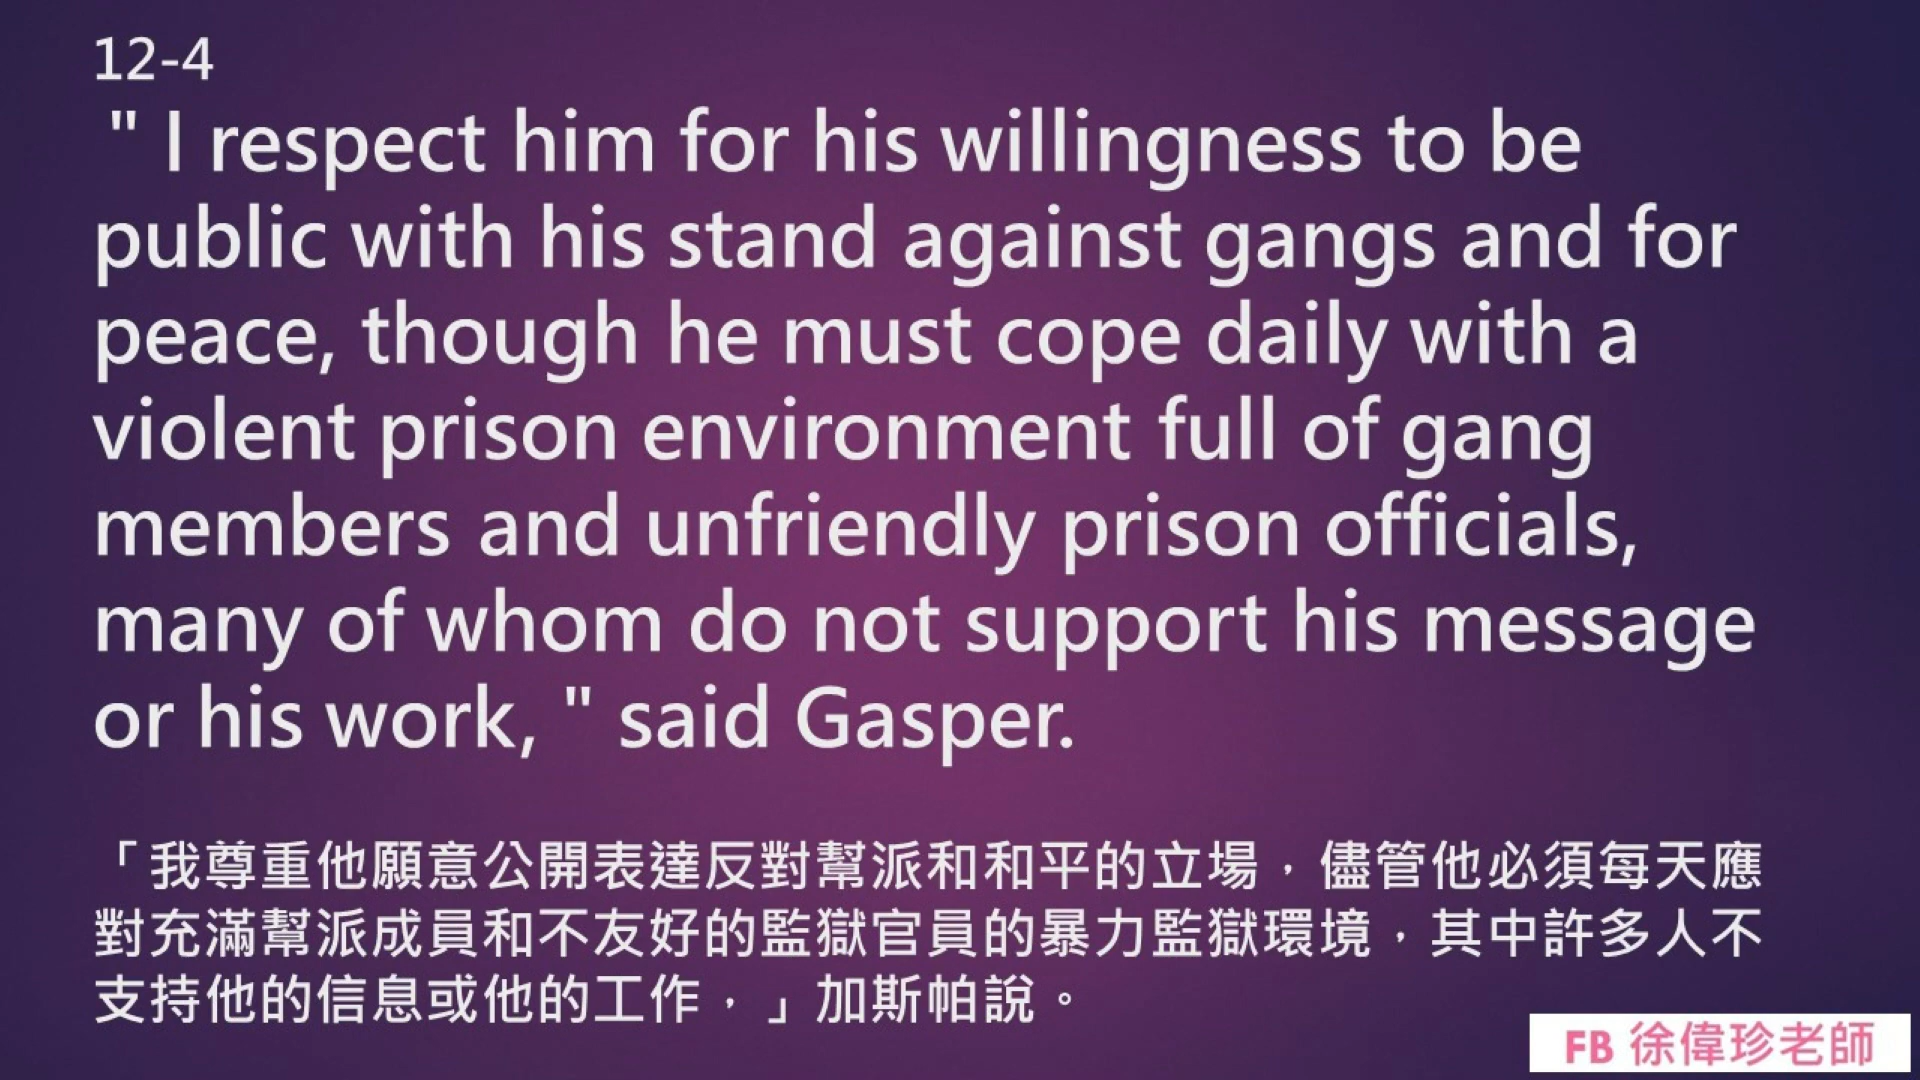 12-4
" I respect him for his willingness to be
public with his stand against gangs and for
peace, though he must cope daily with a
violent prison environment full of gang
members and unfriendly prison officials,
many of whom do not support his message
or his work, " said Gasper.
「我尊重他願意公開表達反對幫派和和平的立場，儘管他必須每天應
對充滿幫派成員和不友好的監獄官員的暴力監獄環境，其中許多人不
支持他的信息或他的工作，」加斯帕說。
FB 徐偉珍老師